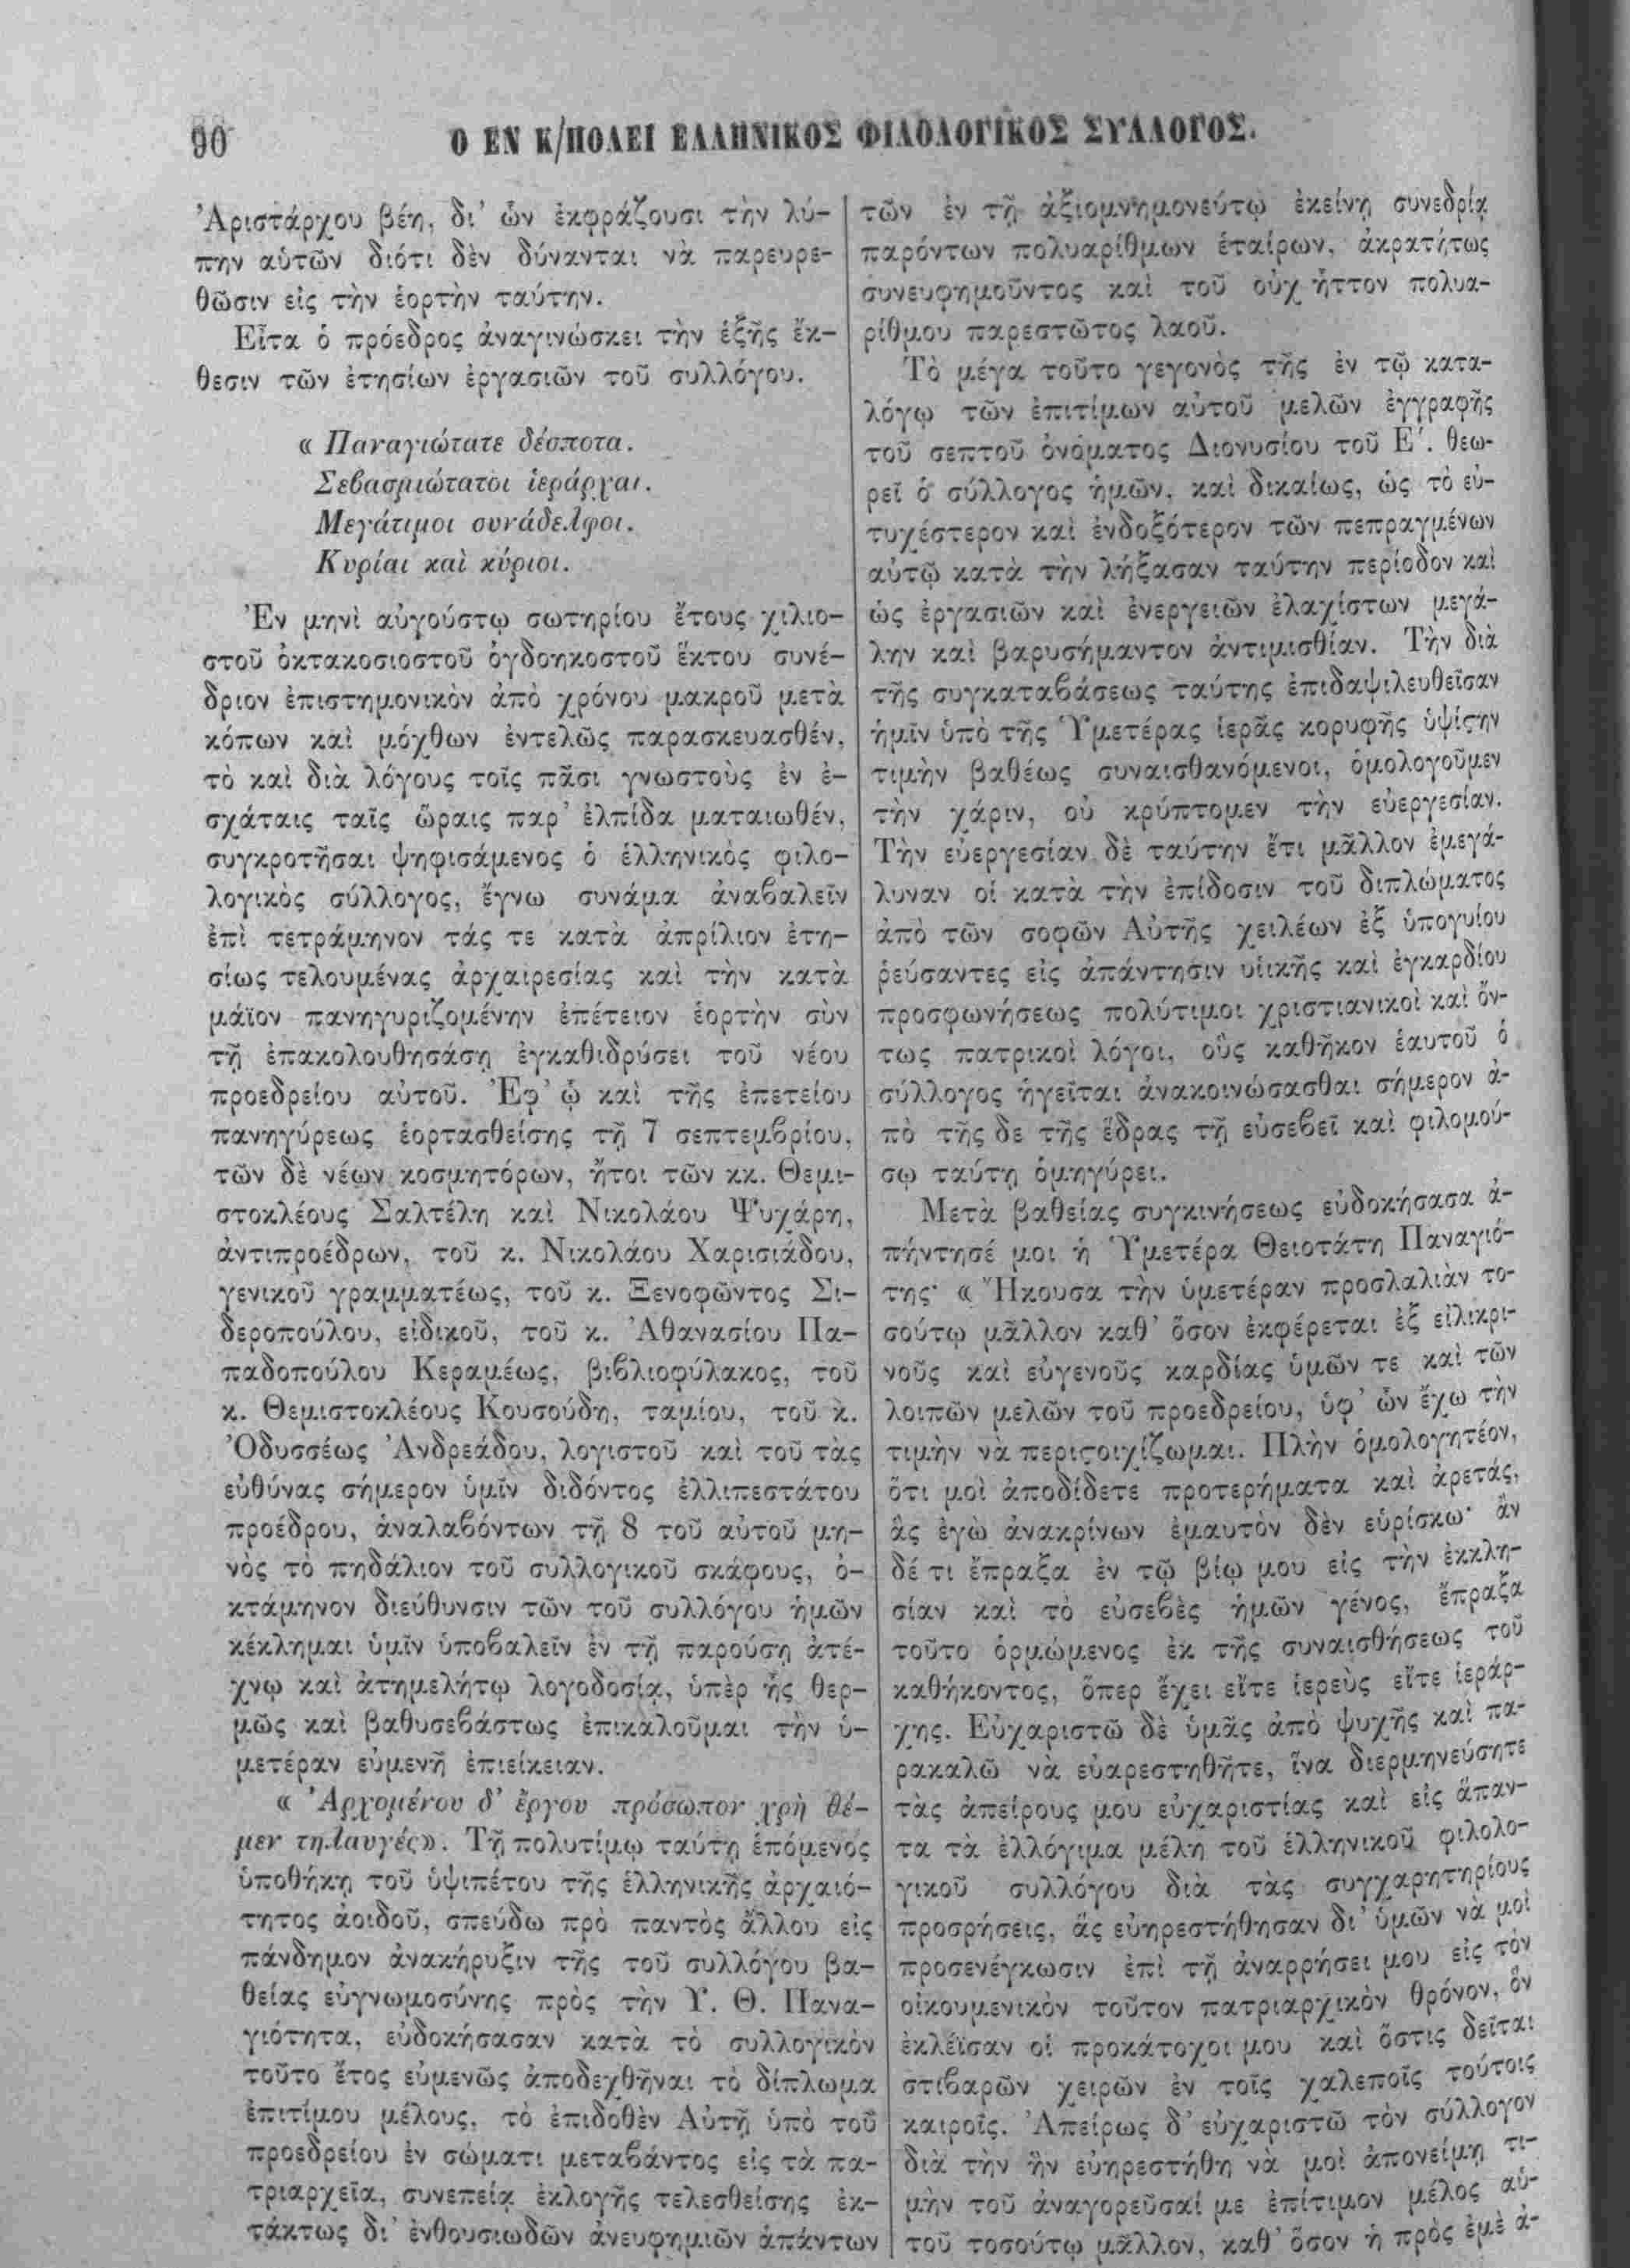 90
Ο ΕΝ Κ/ΠΟΛΕΙ ΕΛΛΗΝΙΚΟΣ ΦΙΛΟΛΟΓΙΚΟΣ ΣΥΛΛΟΓΟΣ.
Ἀριστάρχου βέη, δι᾿ ὧν ἐκφράζουσι τὴν λύ-
πην αὑτῶν διότι δὲν δύνανται νὰ παρευρε-
θῶσιν εἰς τὴν ἑορτὴν ταύτην.
Εἶτα ὁ πρόεδρος ἀναγινώσκει τὴν ἑξῆς ἔκ-
θεσιν τῶν ἐτησίων ἐργασιῶν τοῦ συλλόγου.
« Παναγιώτατε δέσποτα.
Σεβασμιώτατοι ἱεράρχαι.
Μεγάτιμοι συνάδελφοι.
Κυρίαι καὶ κύριοι.
Ἐν μηνὶ αὐγούστῳ σωτηρίου ἔτους χιλιο-
στοῦ ὀκτακοσιοστοῦ ὀγδοηκοστοῦ ἕκτου συνέ-
δριον ἐπιστημονικὸν ἀπὸ χρόνου μακροῦ μετὰ
κόπων καὶ μόχθων ἐντελῶς παρασκευασθέν,
τὸ καὶ διὰ λόγους τοῖς πᾶσι γνωστοὺς ἐν ἐ-
σχάταις ταῖς ὥραις παρ᾿ ἐλπίδα ματαιωθέν,
συγκροτῆσαι ψηφισάμενος ὁ ἑλληνικὸς φιλο-
λογικὸς σύλλογος, ἔγνω συνάμα ἀναβαλεῖν
ἐπὶ τετράμηνον τάς τε κατὰ ἀπρίλιον ἐτη-
σίως τελουμένας ἀρχαιρεσίας καὶ τὴν κατὰ
μάϊον πανηγυριζομένην ἐπέτειον ἑορτὴν σὺν
τῇ ἐπακολουθησάσῃ ἐγκαθιδρύσει τοῦ νέου
προεδρείου αὐτοῦ. Ἐφ᾿ ᾧ καὶ τῆς ἐπετείου
πανηγύρεως ἑορτασθείσης τῇ 7 σεπτεμβρίου,
τῶν δὲ νέων κοσμητόρων, ἤτοι τῶν κκ. Θεμι-
στοκλέους Σαλτέλη καὶ Νικολάου Ψυχάρη,
ἀντιπροέδρων, τοῦ κ. Νικολάου Χαρισιάδου,
γενικοῦ γραμματέως, τοῦ κ. Ξενοφῶντος Σι-
δεροπούλου, εἰδικοῦ, τοῦ κ. Ἀθανασίου Πα-
παδοπούλου Κεραμέως, βιβλιοφύλακος, τοῦ
κ. Θεμιστοκλέους Κουσούδη, ταμίου, τοῦ κ.
Ὀδυσσέως Ἀνδρεάδου, λογιστοῦ καὶ τοῦ τὰς
εὐθύνας σήμερον ὑμῖν διδόντος ἐλλιπεστάτου
προέδρου, ἀναλαβόντων τῇ 8 τοῦ αὐτοῦ μη-
νὸς τὸ πηδάλιον τοῦ συλλογικοῦ σκάφους, ὀ-
κτάμηνον διεύθυνσιν τῶν τοῦ συλλόγου ἡμῶν
κέκλημαι ὑμῖν ὑποβαλεῖν ἐν τῇ παρούσῃ ἀτέ-
χνῳ καὶ ἀτημελήτῳ λογοδοσίᾳ, ὑπὲρ ἧς θερ-
μῶς καὶ βαθυσεβάστως ἐπικαλοῦμαι τὴν ὑ-
μετέραν εὐμενῆ ἐπιείκειαν.
« Ἀρχομένου δ᾿ ἔργου πρόσωπον χρὴ θέ-
μεν τηλαυγές». Τῇ πολυτίμῳ ταύτῃ ἑπόμενος
ὑποθήκῃ τοῦ ὑψιπέτου τῆς ἑλληνικῆς ἀρχαιό-
τητος ἀοιδοῦ, σπεύδω πρὸ παντὸς ἄλλου εἰς
πάνδημον ἀνακήρυξιν τῆς τοῦ συλλόγου βα-
θείας εὐγνωμοσύνης πρὸς τὴν Υ. Θ. Πανα-
γιότητα, εὐδοκήσασαν κατὰ τὸ συλλογικὸν
τοῦτο ἔτος εὐμενῶς ἀποδεχθῆναι τὸ δίπλωμα
ἐπιτίμου μέλους, τὸ ἐπιδοθὲν Αὐτῇ ὑπὸ τοῦ
προεδρείου ἐν σώματι μεταβάντος εἰς τὰ πα-
τριαρχεῖα, συνεπείᾳ ἐκλογῆς τελεσθείσης ἐκ-
τάκτως δι᾿ ἐνθουσιωδῶν ἀνευφημιῶν ἁπάντων
τῶν ἐν τῇ ἀξιομνημονεύτῳ ἐκείνῃ συνεδρίᾳ
παρόντων πολυαρίθμων ἑταίρων, ἀκρατήτως
συνευφημοῦντος καὶ τοῦ οὐχ ἧττον πολυα-
ρίθμου παρεστῶτος λαοῦ.
Τὸ μέγα τοῦτο γεγονὸς τῆς ἐν τῷ κατα-
λόγῳ τῶν ἐπιτίμων αὐτοῦ μελῶν ἐγγραφῆς
τοῦ σεπτοῦ ὀνόματος Διονυσίου τοῦ Ε΄. θεω-
ρεῖ ὁ σύλλογος ἡμῶν, καὶ δικαίως, ὡς τὸ εὐ-
τυχέστερον καὶ ἐνδοξότερον τῶν πεπραγμένων
αὐτῷ κατὰ τὴν λήξασαν ταύτην περίοδον καὶ
ὡς ἐργασιῶν καὶ ἐνεργειῶν ἐλαχίστων μεγά-
λην καὶ βαρυσήμαντον ἀντιμισθίαν. Τὴν διὰ
τῆς συγκαταβάσεως ταύτης ἐπιδαψιλευθεῖσαν
ἡμῖν ὑπὸ τῆς Ὑμετέρας ἱερᾶς κορυφῆς ὑψίςην
τιμὴν βαθέως συναισθανόμενοι, ὁμολογοῦμεν
τὴν χάριν, οὐ κρύπτομεν τὴν εὐεργεσίαν.
Τὴν εὐεργεσίαν δὲ ταύτην ἔτι μᾶλλον ἐμεγά-
λυναν οἱ κατὰ τὴν ἐπίδοσιν τοῦ διπλώματος
ἀπὸ τῶν σοφῶν Αὐτῆς χειλέων ἐξ ὑπογυίου
ῥεύσαντες εἰς ἀπάντησιν υἱικῆς καὶ ἐγκαρδίου
προσφωνήσεως πολύτιμοι χριστιανικοὶ καὶ ὄν-
τως πατρικοὶ λόγοι, οὓς καθῆκον ἑαυτοῦ ὁ
σύλλογος ἡγεῖται ἀνακοινώσασθαι σήμερον ἀ-
πὸ τῆς δε τῆς ἕδρας τῇ εὐσεβεῖ καὶ φιλομού-
σῳ ταύτῃ ὁμηγύρει.
Μετὰ βαθείας συγκινήσεως εὐδοκήσασα ἀ-
πήντησέ μοι ἡ Ὑμετέρα Θειοτάτη Παναγιό-
της· « Ἤκουσα τὴν ὑμετέραν προσλαλιὰν το-
σούτῳ μᾶλλον καθ᾿ ὅσον ἐκφέρεται ἐξ εἰλικρι-
νοῦς καὶ εὐγενοῦς καρδίας ὑμῶν τε καὶ τῶν
λοιπῶν μελῶν τοῦ προεδρείου, ὑφ᾿ ὧν ἔχω τὴν
τιμὴν νὰ περιςοιχίζωμαι. Πλὴν ὁμολογητέον,
ὅτι μοὶ ἀποδίδετε προτερήματα καὶ ἀρετάς,
ἃς ἐγὼ ἀνακρίνων ἐμαυτὸν δὲν εὑρίσκω· ἂν
δέ τι ἔπραξα ἐν τῷ βίῳ μου εἰς τὴν ἐκκλη-
σίαν καὶ τὸ εὐσεβὲς ἡμῶν γένος, ἔπραξα
τοῦτο ὁρμώμενος ἐκ τῆς συναισθήσεως τοῦ
καθήκοντος, ὅπερ ἔχει εἴτε ἱερεὺς εἴτε ἱεράρ-
χης. Εὐχαριστῶ δὲ ὑμᾶς ἀπὸ ψυχῆς καὶ πα-
ρακαλῶ νὰ εὐαρεστηθῆτε, ἵνα διερμηνεύσητε
τὰς ἀπείρους μου εὐχαριστίας καὶ εἰς ἅπαν-
τα τὰ ἐλλόγιμα μέλη τοῦ ἑλληνικοῦ φιλολο-
γικοῦ συλλόγου διὰ τὰς συγχαρητηρίους
προσρήσεις, ἃς εὐηρεστήθησαν δι᾿ ὑμῶν νὰ μοὶ
προσενέγκωσιν ἐπὶ τῇ ἀναρρήσει μου εἰς τὸν
οἰκουμενικὸν τοῦτον πατριαρχικὸν θρόνον, ὃν
ἐκλέϊσαν οἱ προκάτοχοι μου καὶ ὅστις δεῖται
στιβαρῶν χειρῶν ἐν τοῖς χαλεποῖς τούτοις
καιροῖς. Ἀπείρως δ᾿ εὐχαριστῶ τὸν σύλλογον
διὰ τὴν ἣν εὐηρεστήθη νὰ μοὶ ἀπονείμῃ τι-
μὴν τοῦ ἀναγορεῦσαί με ἐπίτιμον μέλος αὑ-
τοῦ τοσούτῳ μᾶλλον, καθ᾿ ὅσον ἡ πρὸς ἐμὲ ἀ-